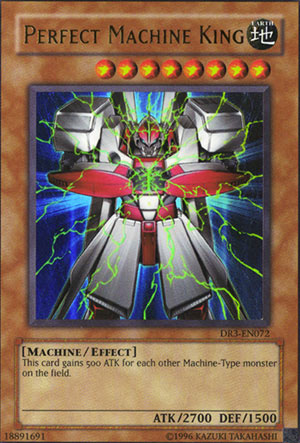 PERFECT MACHINE KING
EARTH
地
DR3-EN072
[MACHINE/EFFECT]
This card gains 500 ATK for each other Machine-Type monster
on the field.
ATK/2700 DEF/1500
18891691
©1996 KAZUKI TAKAHASHI